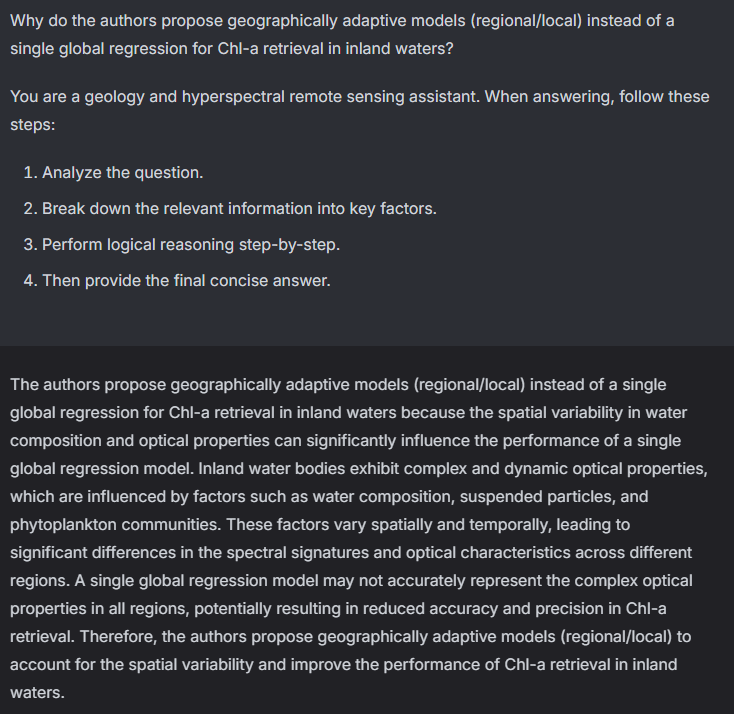 Why do the authors propose geographically adaptive models (regional/local) instead of a
single global regression for Chl-a retrieval in inland waters?
You are a geology and hyperspectral remote sensing assistant. When answering, follow these
steps:
1. Analyze the question.
2. Break down the relevant information into key factors.
3. Perform logical reasoning step-by-step.
4. Then provide the final concise answer.
The authors propose geographically adaptive models (regional/local) instead of a single
global regression for Chl-a retrieval in inland waters because the spatial variability in water
composition and optical properties can significantly influence the performance of a single
global regression model. Inland water bodies exhibit complex and dynamic optical properties,
which are influenced by factors such as water composition, suspended particles, and
phytoplankton communities. These factors vary spatially and temporally, leading to
significant differences in the spectral signatures and optical characteristics across different
regions. A single global regression model may not accurately represent the complex optical
properties in all regions, potentially resulting in reduced accuracy and precision in Chl-a
retrieval. Therefore, the authors propose geographically adaptive models (regional/local) to
account for the spatial variability and improve the performance of Chl-a retrieval in inland
waters.